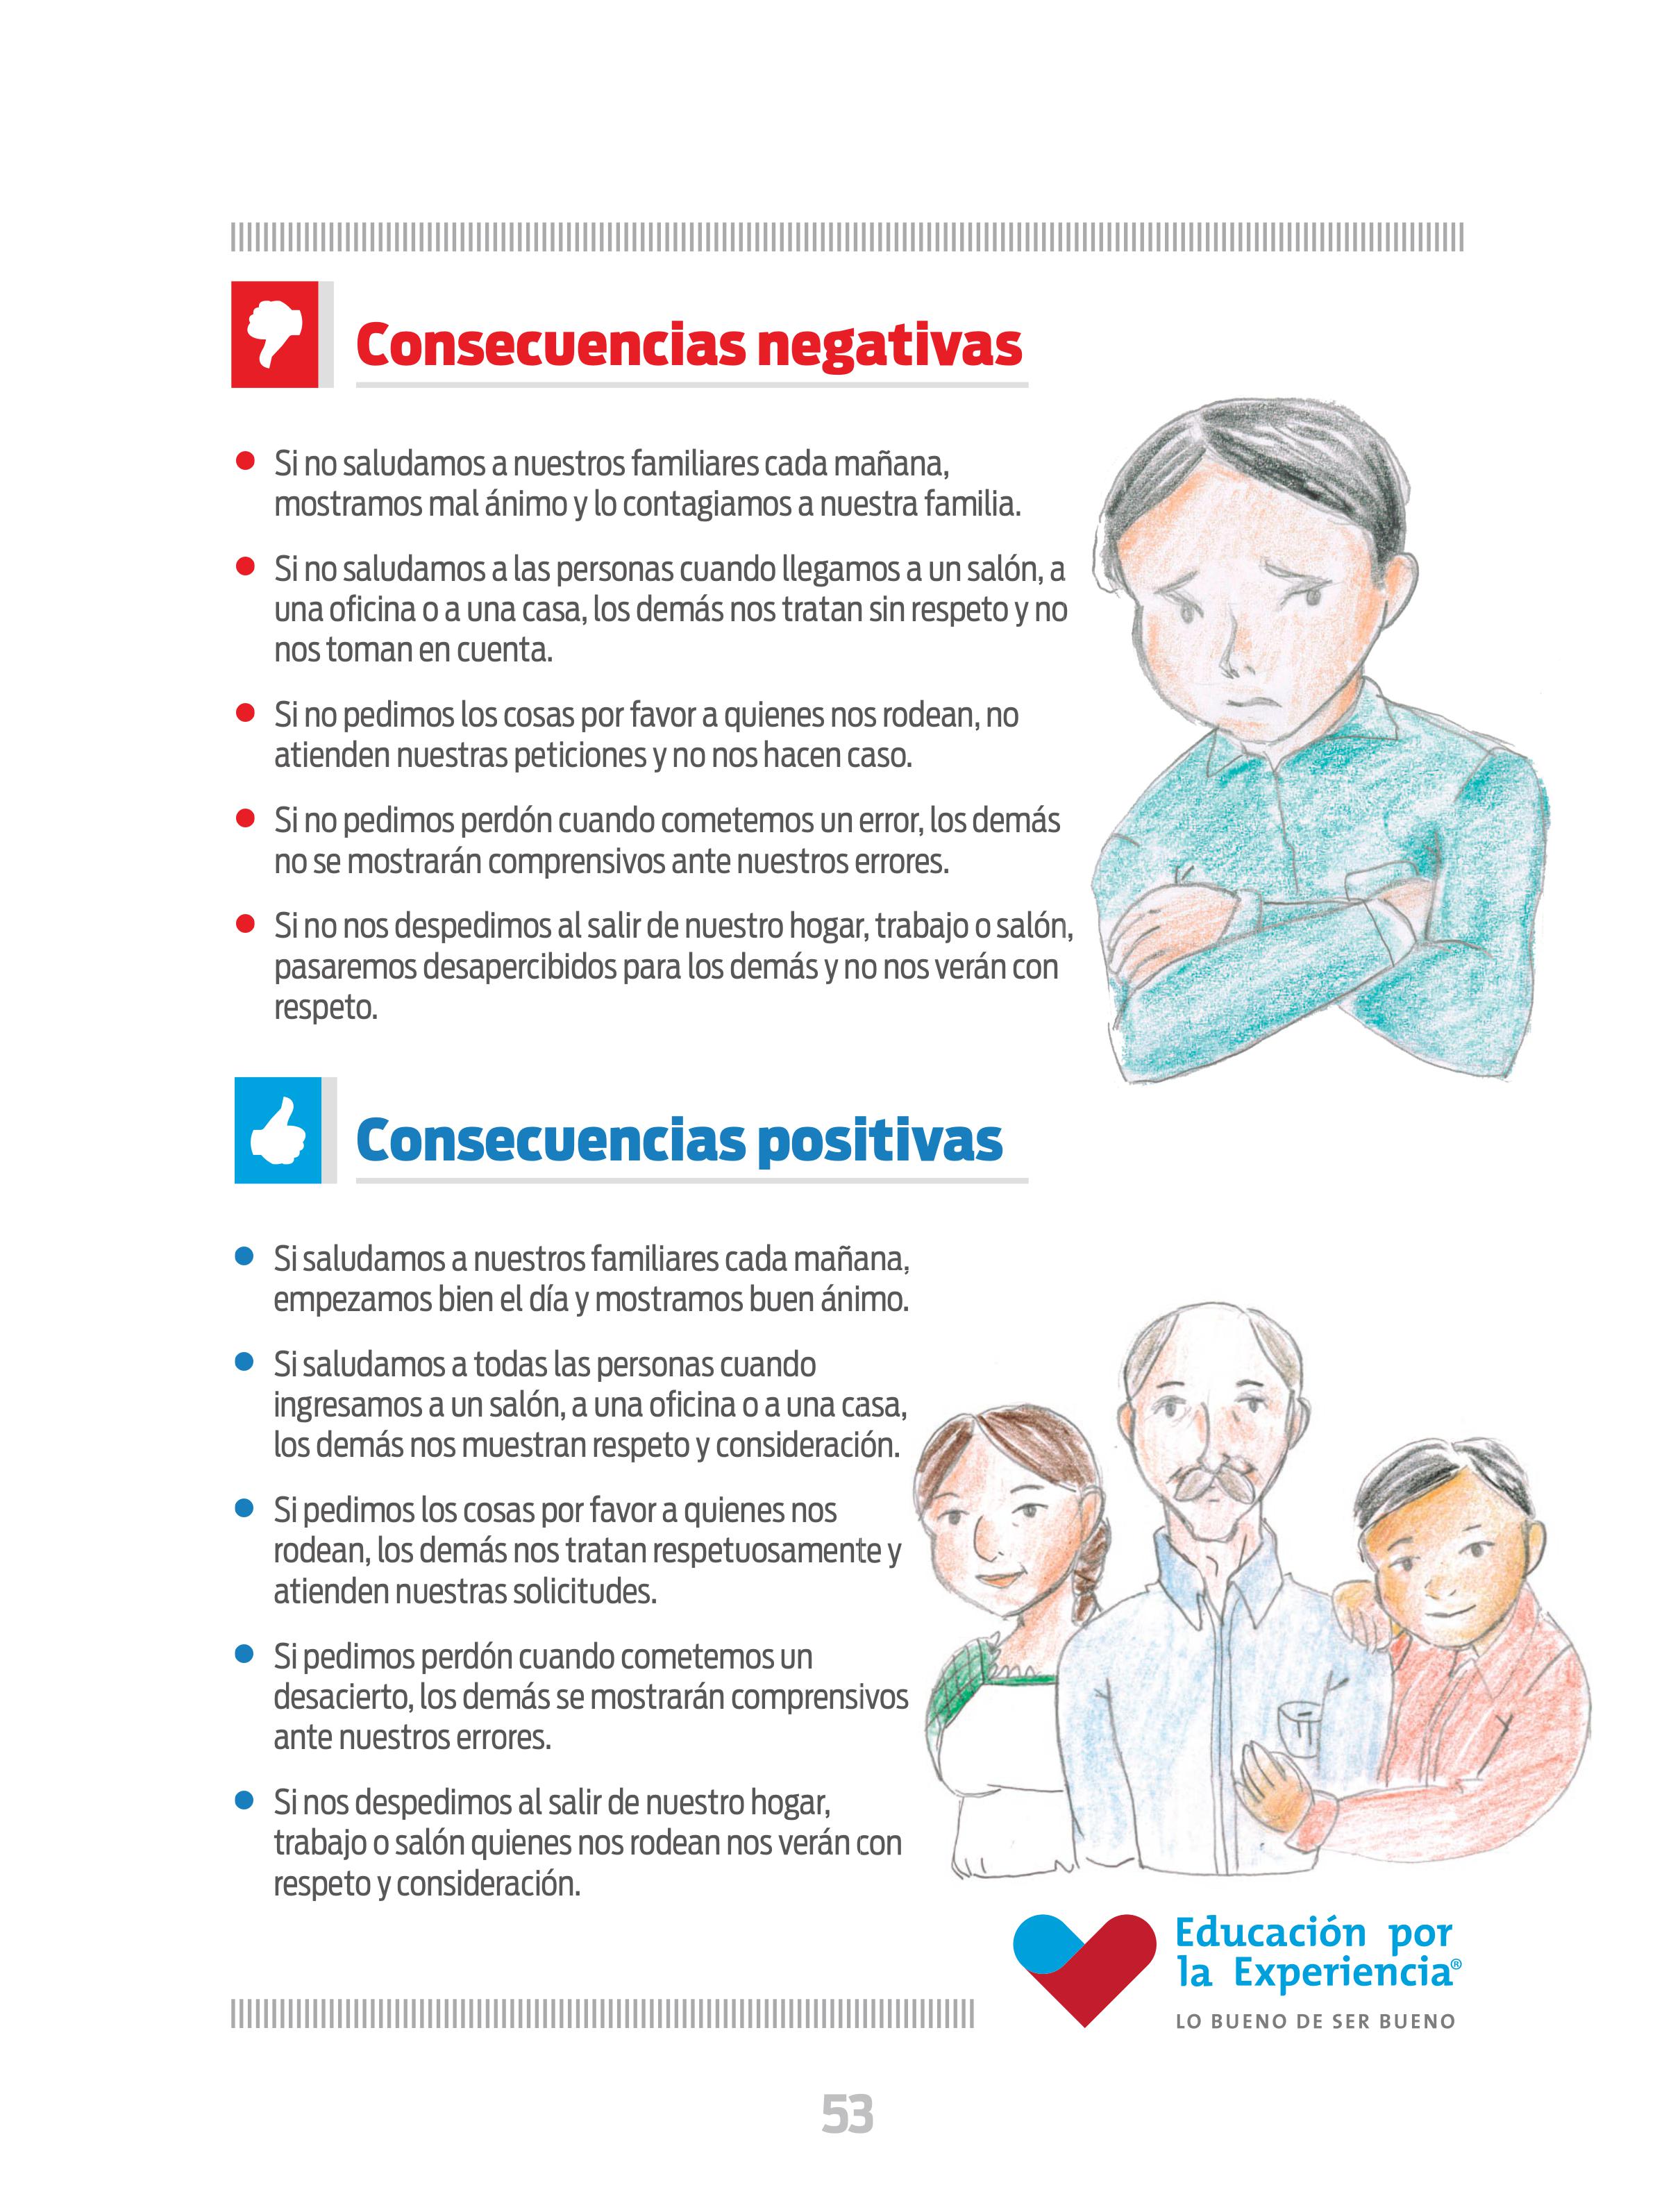 Consecuencias negativas
Si no saludamos a nuestros familiares cada mañana,
mostramos mal ánimo y lo contagiamos a nuestra familia.
Si no saludamos a las personas cuando llegamos a un salón, a
una oficina o a una casa, los demás nos tratan sin respeto y no
nos toman en cuenta.
Si no pedimos los cosas por favor a quienes nos rodean, no
atienden nuestras peticiones y no nos hacen caso.
Si no pedimos perdón cuando cometemos un error, los demás
no se mostrarán comprensivos ante nuestros errores.
Si no nos despedimos al salir de nuestro hogar, trabajo o salón,
pasaremos desapercibidos para los demás y no nos verán con
respeto.
Consecuencias positivas
Si saludamos a nuestros familiares cada mañana,
empezamos bien el día y mostramos buen ánimo.
Si saludamos a todas las personas cuando
ingresamos a un salón, a una oficina o a una casa,
los demás nos muestran respeto y consideración.
Si pedimos los cosas por favor a quienes nos
rodean, los demás nos tratan respetuosamente y
atienden nuestras solicitudes.
Si pedimos perdón cuando cometemos un
desacierto, los demás se mostrarán comprensivos
ante nuestros errores.
Si nos despedimos al salir de nuestro hogar,
trabajo o salón quienes nos rodean nos verán con
respeto y consideración.
Educación por
la Experiencia®
LO BUENO DE SER BUENO
53